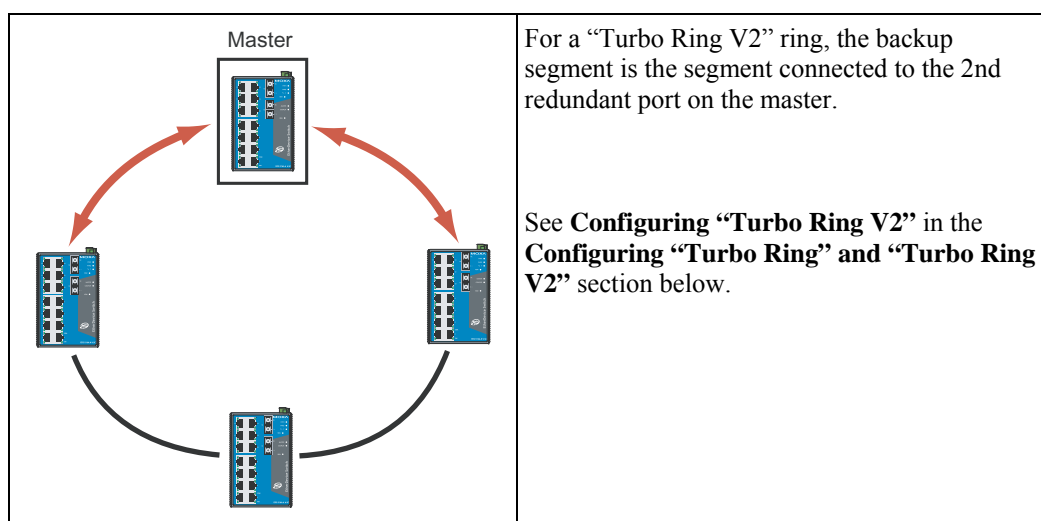 Master
For a “Turbo Ring V2” ring, the backup
segment is the segment connected to the 2nd
redundant port on the master.
See Configuring “Turbo Ring V2” in the
Configuring “Turbo Ring” and “Turbo Ring
V2” section below.